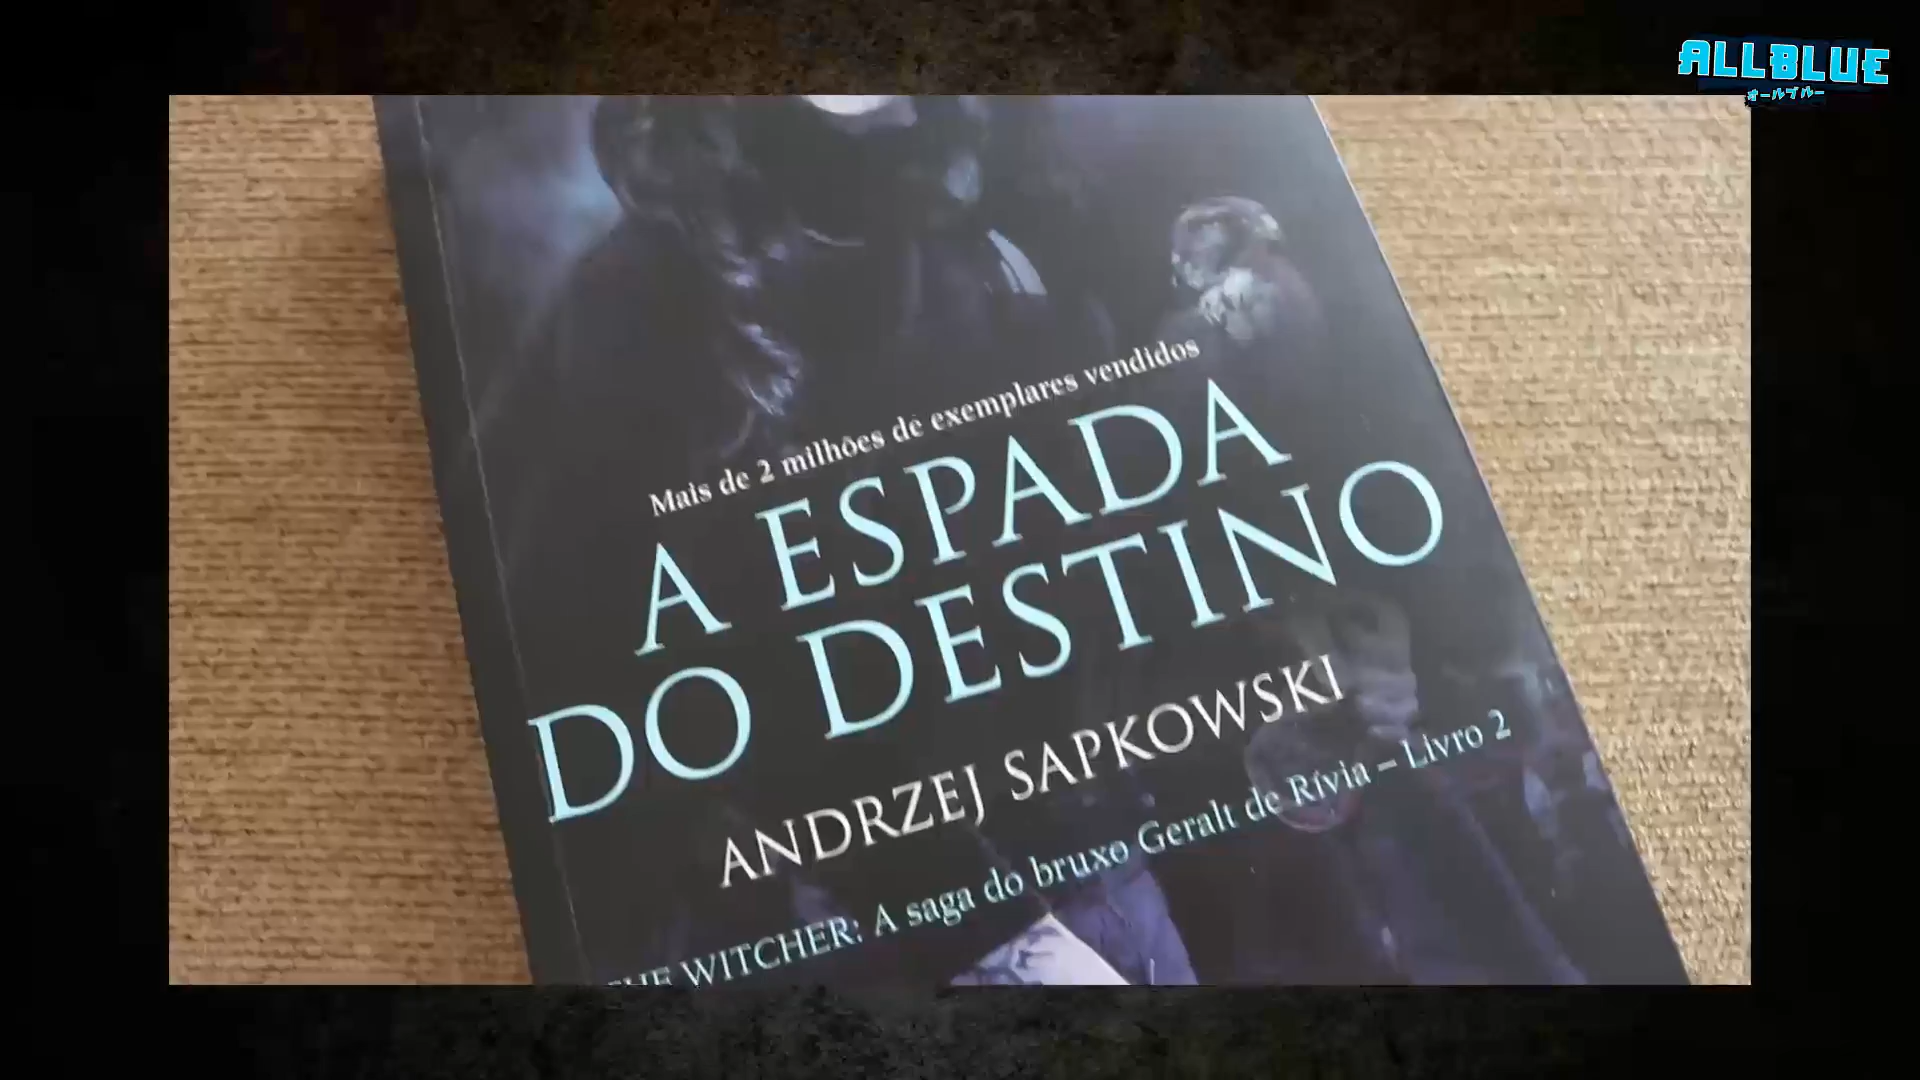 ALLBLUE
オールブルー
Mais de 2 milhões de exemplares vendidos
A ESPADA
DO DESTINO
ANDRZEJ SAPKOWSKI
THE WITCHER: A saga do bruxo Geralt de Rívia – Livro 2